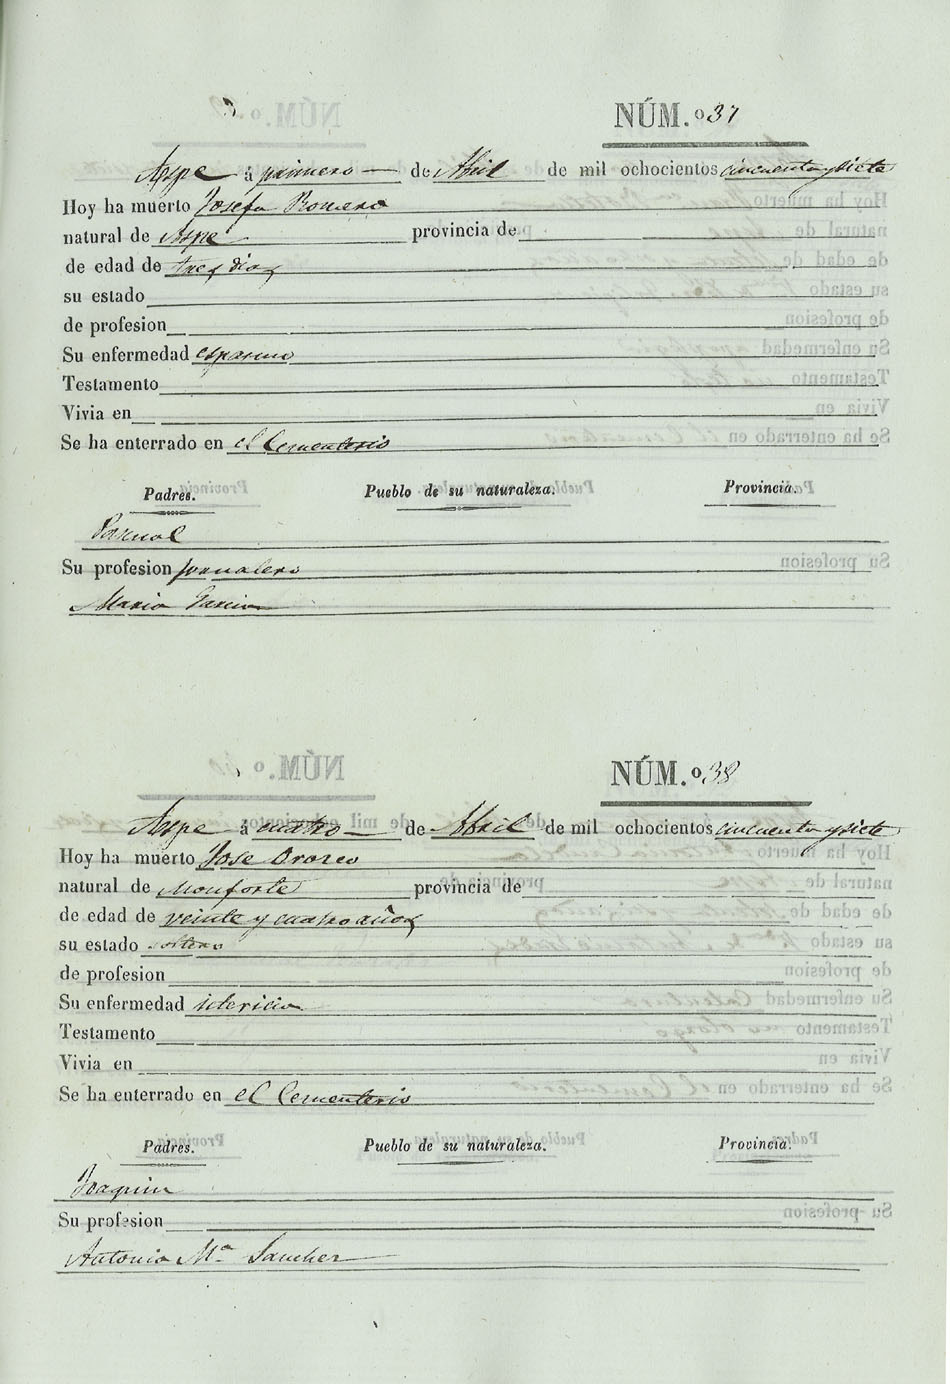 NÚM.º 37
Aspe á primero de Abril de mil ochocientos cincuenta y siete
Hoy ha muerto Josefa Romero
natural de Aspe provincia de
de edad de tres dias
su estado
de profesion
Su enfermedad espasmo
Testamento
Vivia en
Se ha enterrado en el Cementerio
Padres. Pueblo de su naturaleza. Provincia.
Pascual
Su profesion jornalero
Maria Garcia
NÚM.º 38
Aspe á cuatro de Abril de mil ochocientos cincuenta y siete
Hoy ha muerto Jose Orozco
natural de Monforte provincia de
de edad de veinte y cuatro años
su estado soltero
de profesion
Su enfermedad ictericia
Testamento
Vivia en
Se ha enterrado en el Cementerio
Padres. Pueblo de su naturaleza. Provincia.
Joaquin
Su profesion
Antonia Mª Sanchez